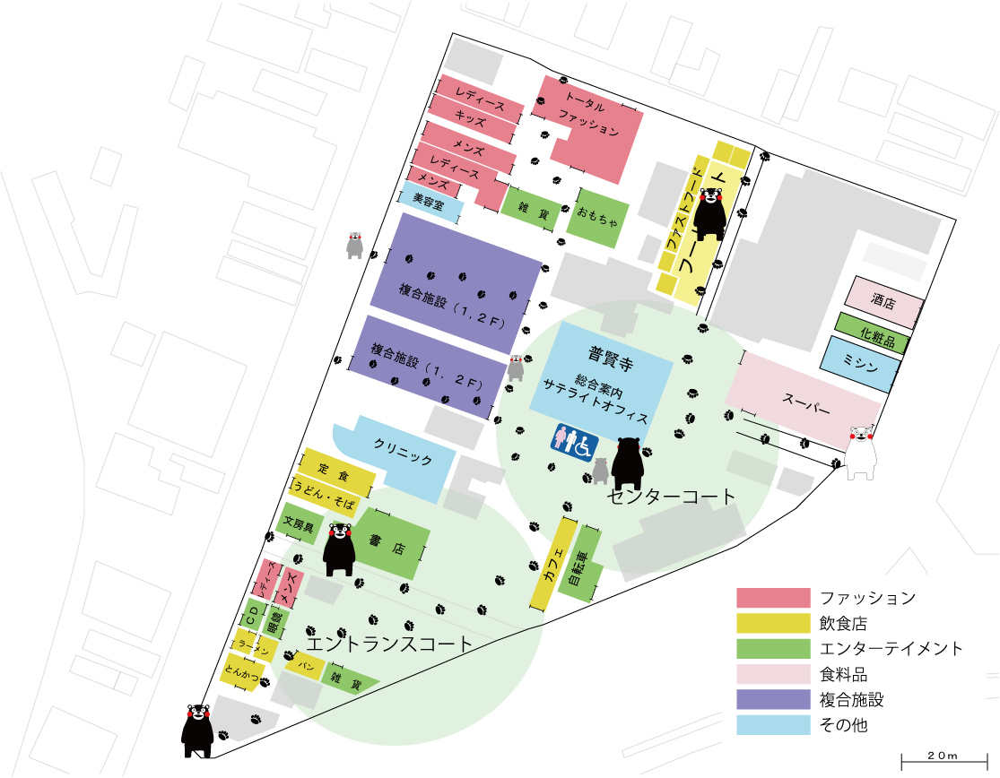 レディース
キッズ
メンズ
レディース
メンズ
美容室
トータル
ファッション
雑 貨
おもちゃ
ファストフード
フード
ト
複合施設（１,２Ｆ）
複合施設（１,２Ｆ）
普賢寺
総合案内
サテライトオフィス
酒店
化粧品
ミシン
スーパー
クリニック
センターコート
定 食
うどん・そば
文房具
書 店
カフェ
自転車
レディース
メンズ
ＣＤ
眼鏡
ラーメン
とんかつ
エントランスコート
パン
雑 貨
ファッション
飲食店
エンターテイメント
食料品
複合施設
その他
２０ｍ